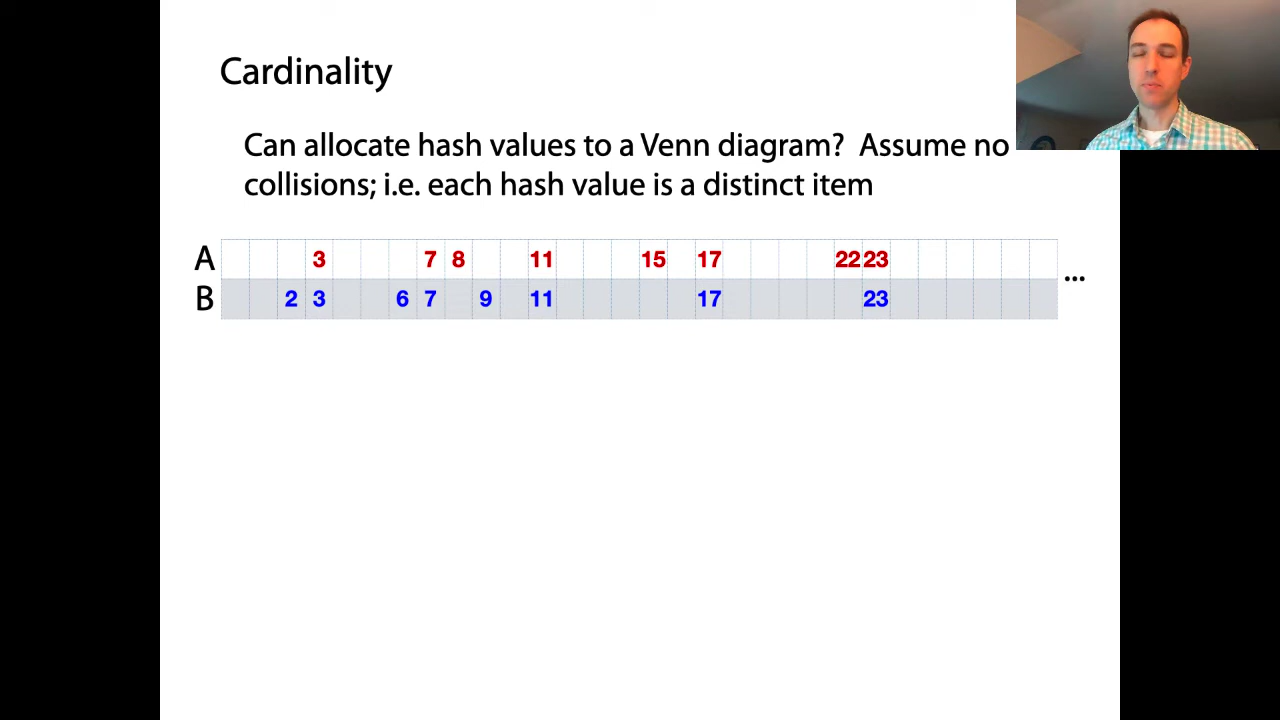 Cardinality
Can allocate hash values to a Venn diagram? Assume no
collisions; i.e. each hash value is a distinct item
A 3 7 8 11 15 17 22 23 ...
B 2 3 6 7 9 11 17 23